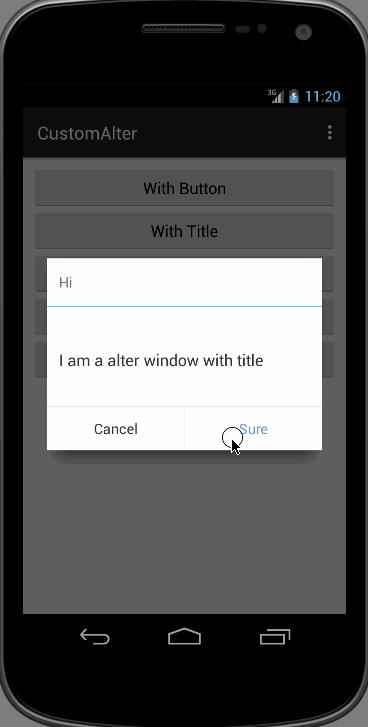 3G 11:20
CustomAlter
With Button
With Title
Hi
I am a alter window with title
Cancel Sure